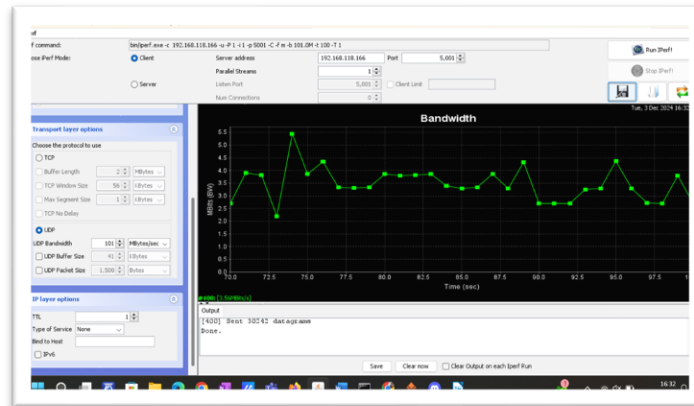 bin/iperf.exe -c 192.168.118.166 -u -P 1 -i 1 -p 5001 -C -F m -b 101.0M -t 100 -T 1
Client
Server address
192.168.118.166
Port
5,001
Run IPerf!
Parallel Streams
1
Stop IPerf!
Server
Listen Port
5,001
Client Limit
Num Connections
0
Tue, 3 Dec 2024 16:32
Transport layer options
Choose the protocol to use
TCP
Buffer Length
2
MBytes
TCP Window Size
56
KBytes
Max Segment Size
1
KBytes
TCP No Delay
UDP
UDP Bandwidth
101
MBytes/sec
UDP Buffer Size
41
KBytes
UDP Packet Size
1,500
Bytes
IP layer options
TTL
1
Type of Service
None
Bind to Host
IPv6
Bandwidth
MBits (BW)
5.5
5.0
4.5
4.0
3.5
3.0
2.5
2.0
1.5
1.0
0.5
0.0
70.0 72.5 75.0 77.5 80.0 82.5 85.0 87.5 90.0 92.5 95.0 97.5
Time (sec)
#400: [3.56MBits/s]
Output
[400] Sent 30242 datagrams
Done.
Save
Clear now
Clear Output on each Iperf Run
16:32